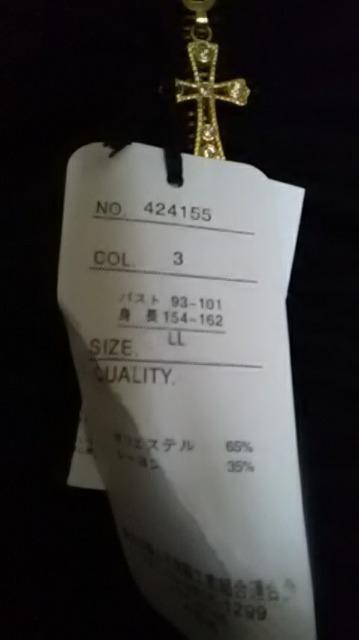 NO. 424155
COL. 3
バスト 93-101
身 長 154-162
SIZE. LL
QUALITY.
ポリエステル 65%
レーヨン 35%
1299